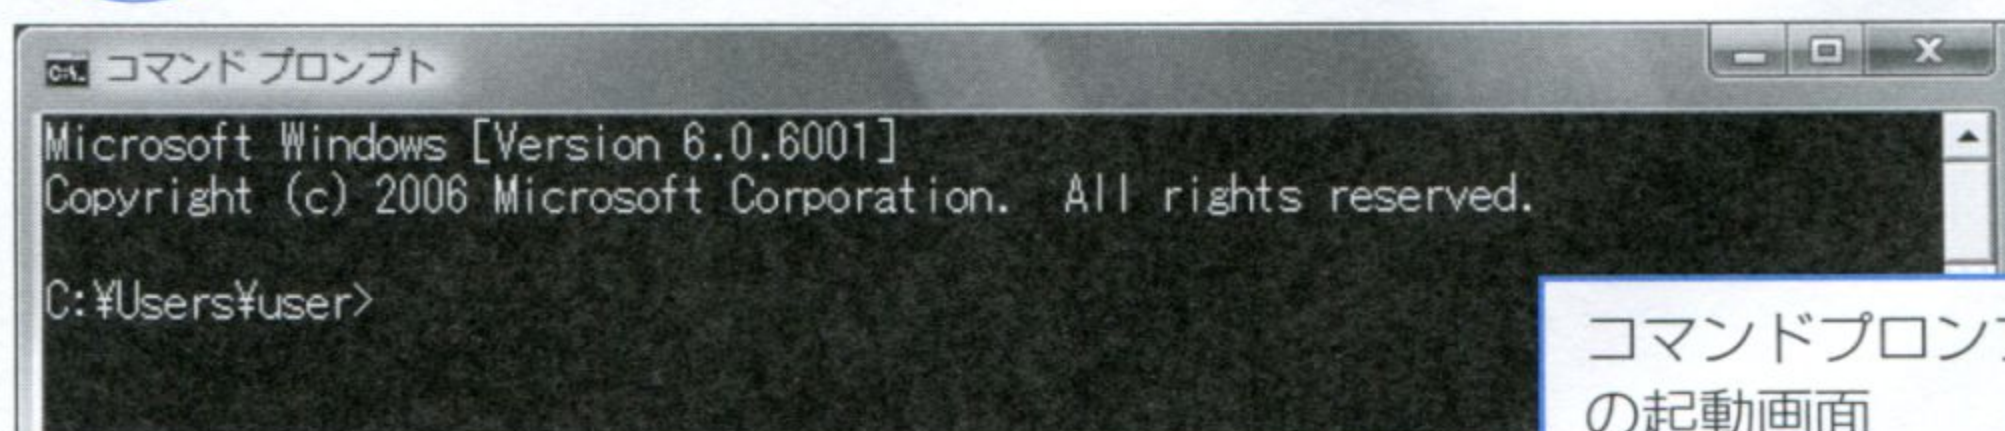 コマンド プロンプト
Microsoft Windows [Version 6.0.6001]
Copyright (c) 2006 Microsoft Corporation.  All rights reserved.
C:¥Users¥user>
コマンドプロン
の起動画面